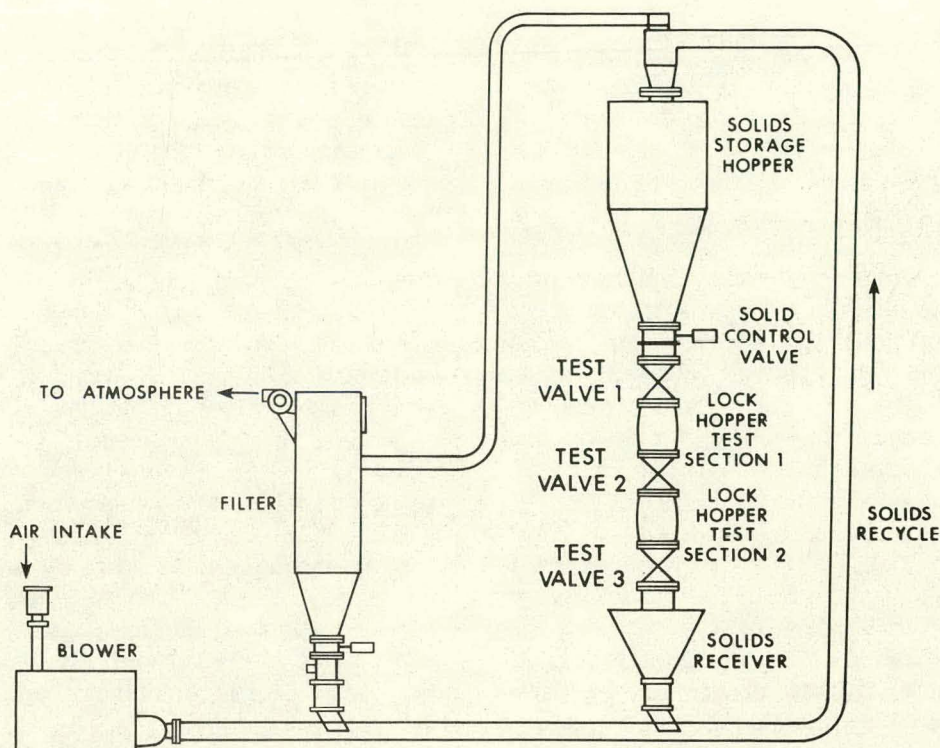 SOLIDS
STORAGE
HOPPER
SOLID
CONTROL
VALVE
TEST
VALVE 1
TO ATMOSPHERE
LOCK
HOPPER
TEST
SECTION 1
TEST
VALVE 2
FILTER
LOCK
HOPPER
TEST
SECTION 2
SOLIDS
RECYCLE
AIR INTAKE
TEST
VALVE 3
BLOWER
SOLIDS
RECEIVER